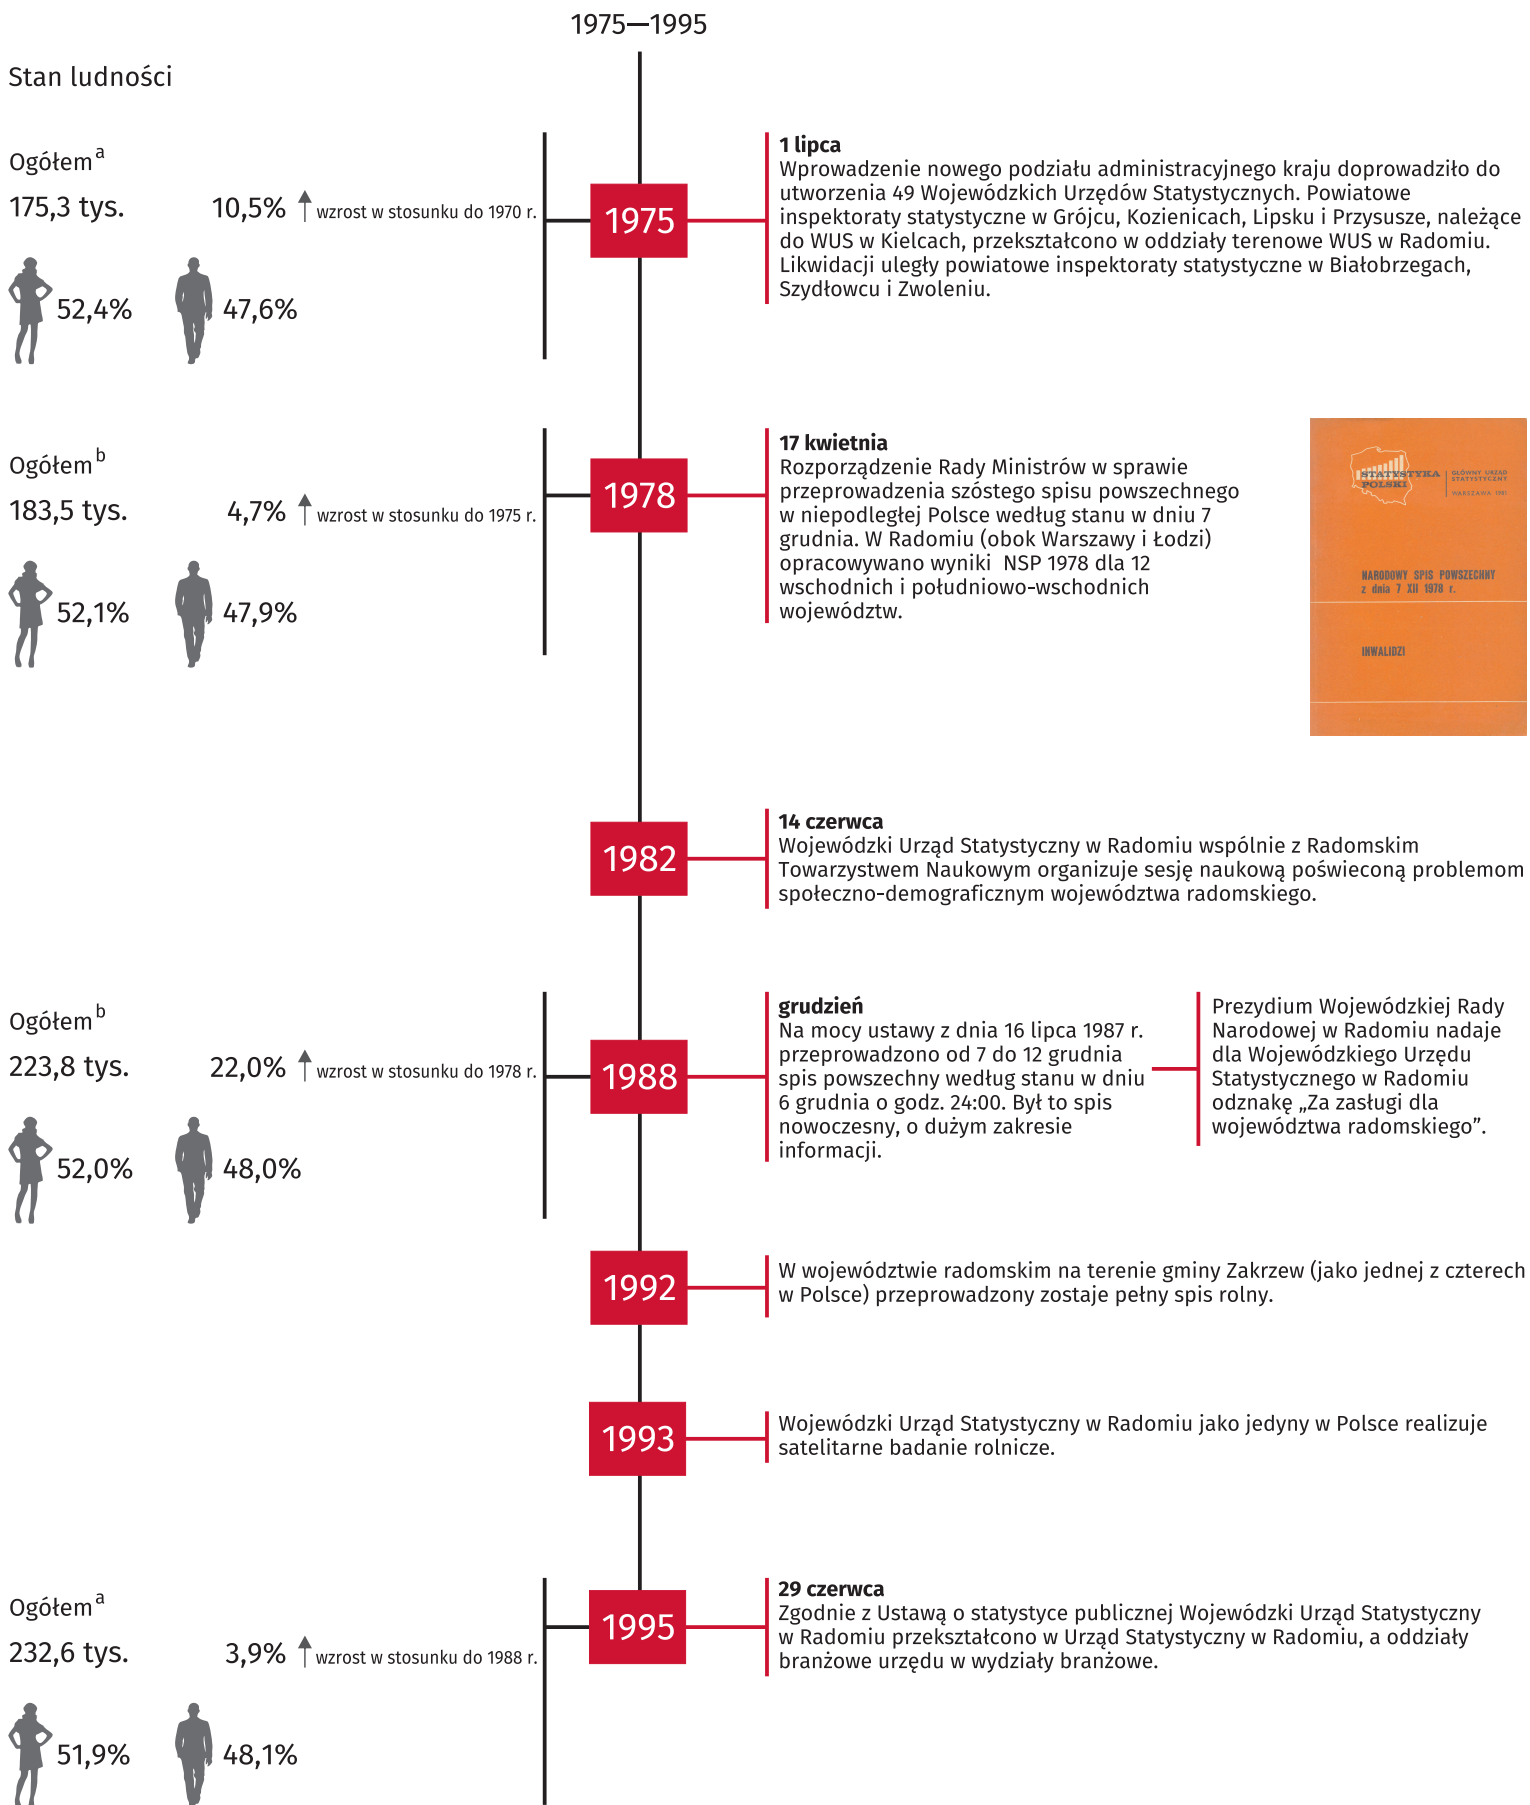 1975—1995
Stan ludności
Ogółem a
175,3 tys.
10,5%
wzrost w stosunku do 1970 r.
52,4%
47,6%
1975
1 lipca
Wprowadzenie nowego podziału administracyjnego kraju doprowadziło do
utworzenia 49 Wojewódzkich Urzędów Statystycznych. Powiatowe
inspektoraty statystyczne w Grójcu, Kozienicach, Lipsku i Przysusze, należące
do WUS w Kielcach, przekształcono w oddziały terenowe WUS w Radomiu.
Likwidacji uległy powiatowe inspektoraty statystyczne w Białobrzegach,
Szydłowcu i Zwoleniu.
Ogółem b
183,5 tys.
4,7%
wzrost w stosunku do 1975 r.
52,1%
47,9%
1978
17 kwietnia
Rozporządzenie Rady Ministrów w sprawie
przeprowadzenia szóstego spisu powszechnego
w niepodległej Polsce według stanu w dniu 7
grudnia. W Radomiu (obok Warszawy i Łodzi)
opracowywano wyniki  NSP 1978 dla 12
wschodnich i południowo-wschodnich
województw.
STATYSTYKA
POLSKI
GŁÓWNY URZĄD
STATYSTYCZNY
WARSZAWA 1981
NARODOWY SPIS POWSZECHNY
z dnia 7 XII 1978 r.
INWALIDZI
1982
14 czerwca
Wojewódzki Urząd Statystyczny w Radomiu wspólnie z Radomskim
Towarzystwem Naukowym organizuje sesję naukową poświeconą problemom
społeczno-demograficznym województwa radomskiego.
Ogółem b
223,8 tys.
22,0%
wzrost w stosunku do 1978 r.
52,0%
48,0%
1988
grudzień
Na mocy ustawy z dnia 16 lipca 1987 r.
przeprowadzono od 7 do 12 grudnia
spis powszechny według stanu w dniu
6 grudnia o godz. 24:00. Był to spis
nowoczesny, o dużym zakresie
informacji.
Prezydium Wojewódzkiej Rady
Narodowej w Radomiu nadaje
dla Wojewódzkiego Urzędu
Statystycznego w Radomiu
odznakę „Za zasługi dla
województwa radomskiego”.
1992
W województwie radomskim na terenie gminy Zakrzew (jako jednej z czterech
w Polsce) przeprowadzony zostaje pełny spis rolny.
1993
Wojewódzki Urząd Statystyczny w Radomiu jako jedyny w Polsce realizuje
satelitarne badanie rolnicze.
Ogółem a
232,6 tys.
3,9%
wzrost w stosunku do 1988 r.
51,9%
48,1%
1995
29 czerwca
Zgodnie z Ustawą o statystyce publicznej Wojewódzki Urząd Statystyczny
w Radomiu przekształcono w Urząd Statystyczny w Radomiu, a oddziały
branżowe urzędu w wydziały branżowe.